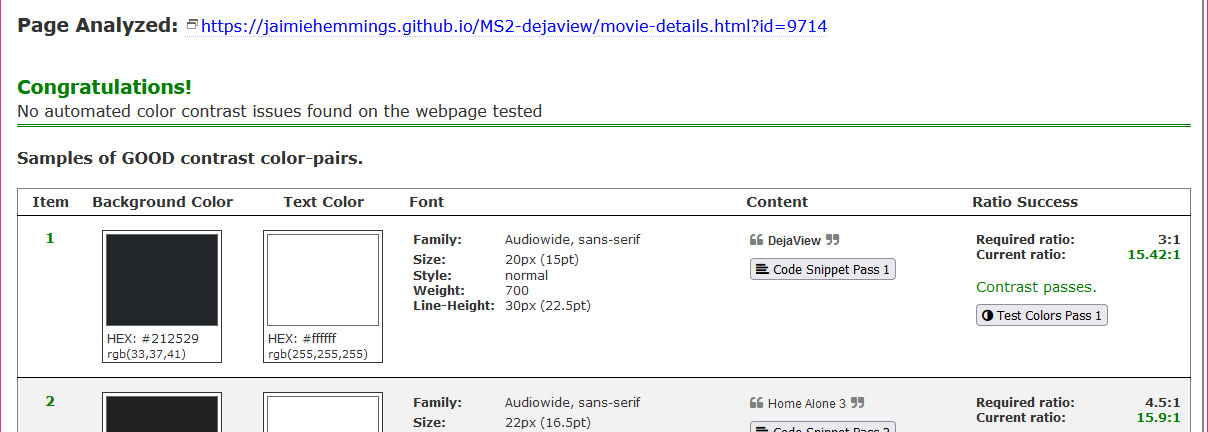 Page Analyzed: https://jaimiehemmings.github.io/MS2-dejaview/movie-details.html?id=9714
Congratulations!
No automated color contrast issues found on the webpage tested
Samples of GOOD contrast color-pairs.
Item Background Color Text Color Font Content Ratio Success
1
HEX: #212529
rgb(33,37,41)
HEX: #ffffff
rgb(255,255,255)
Family: Audiowide, sans-serif
Size: 20px (15pt)
Style: normal
Weight: 700
Line-Height: 30px (22.5pt)
❝ DejaView ❞
Code Snippet Pass 1
Required ratio: 3:1
Current ratio: 15.42:1
Contrast passes.
Test Colors Pass 1
2
Family: Audiowide, sans-serif
Size: 22px (16.5pt)
❝ Home Alone 3 ❞
Code Snippet Pass 2
Required ratio: 4.5:1
Current ratio: 15.9:1